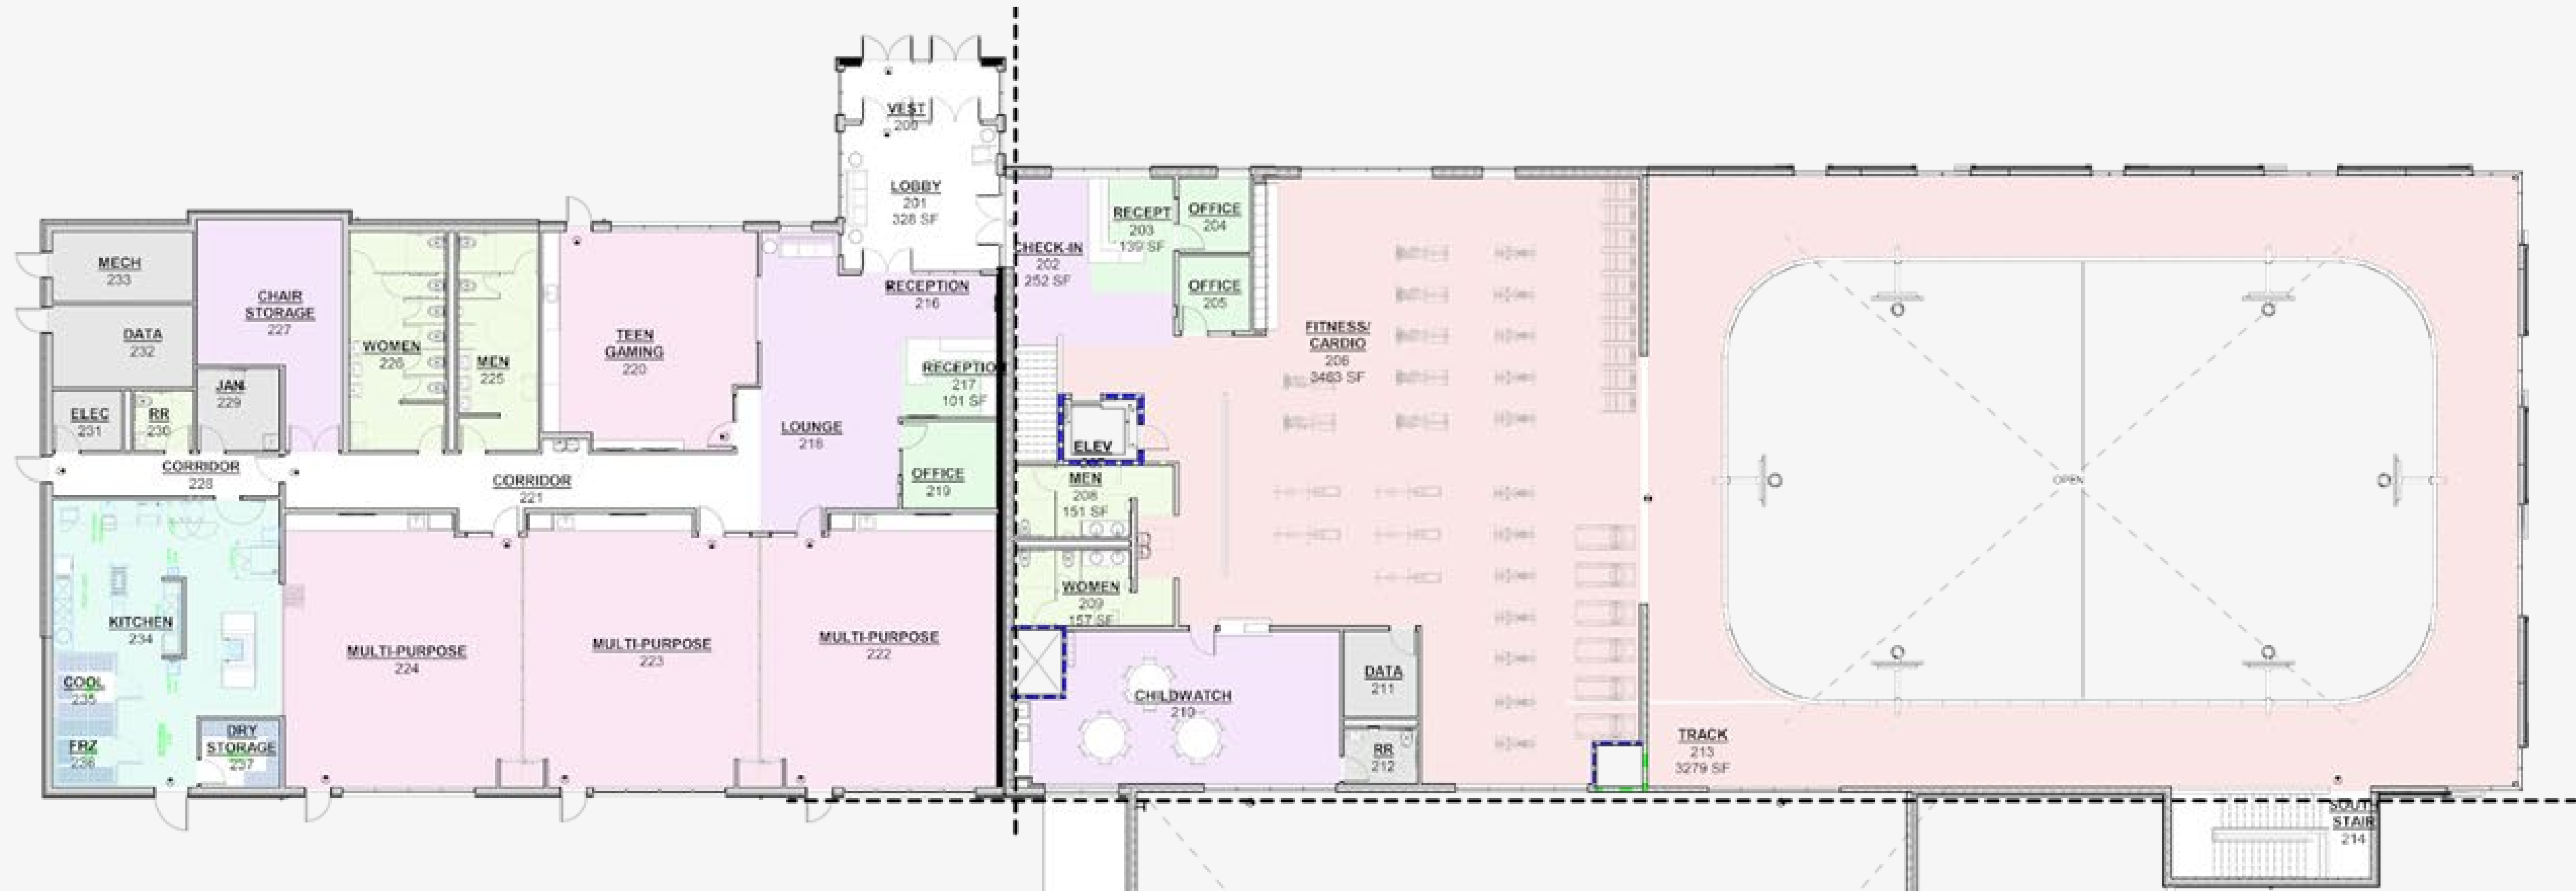 VEST
200
LOBBY
201
328 SF
MECH
233
DATA
232
CHAIR
STORAGE
227
WOMEN
226
MEN
225
TEEN
GAMING
220
RECEPTION
216
RECEPTIO
217
101 SF
LOUNGE
218
OFFICE
219
ELEC
231
RR
230
JAN
229
CORRIDOR
228
CORRIDOR
221
KITCHEN
234
COOL
235
FRZ
236
DRY
STORAGE
237
MULTI-PURPOSE
224
MULTI-PURPOSE
223
MULTI-PURPOSE
222
CHECK-IN
202
252 SF
RECEPT
203
139 SF
OFFICE
204
OFFICE
205
FITNESS/
CARDIO
206
3463 SF
ELEV
MEN
208
151 SF
WOMEN
209
157 SF
CHILDWATCH
210
DATA
211
RR
212
OPEN
TRACK
213
3279 SF
SOUTH
STAIR
214